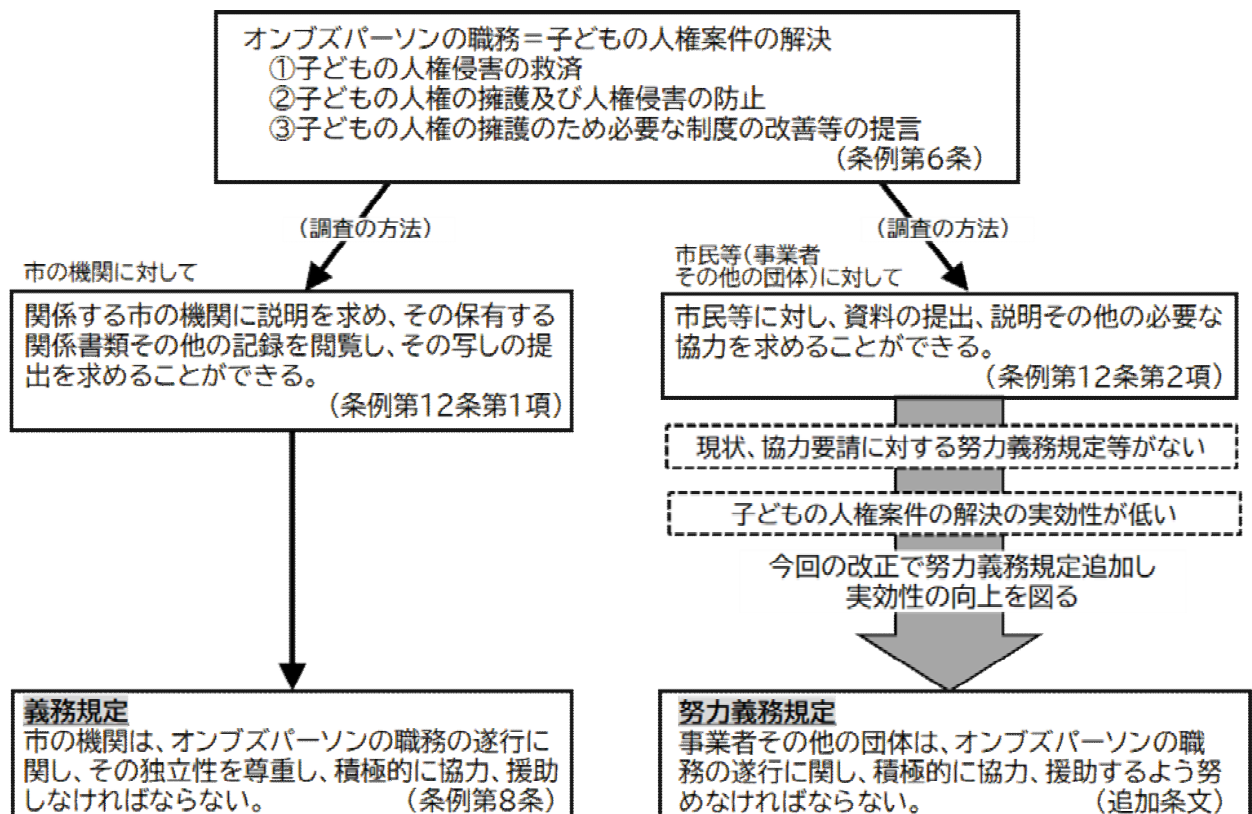 オンブズパーソンの職務＝子どもの人権案件の解決
①子どもの人権侵害の救済
②子どもの人権の擁護及び人権侵害の防止
③子どもの人権の擁護のため必要な制度の改善等の提言
（条例第6条）
（調査の方法）
市の機関に対して
関係する市の機関に説明を求め、その保有する
関係書類その他の記録を閲覧し、その写しの提
出を求めることができる。
（条例第12条第1項）
義務規定
市の機関は、オンブズパーソンの職務の遂行に
関し、その独立性を尊重し、積極的に協力、援助
しなければならない。　（条例第8条）
（調査の方法）
市民等（事業者
その他の団体）に対して
市民等に対し、資料の提出、説明その他の必要な
協力を求めることができる。
（条例第12条第2項）
現状、協力要請に対する努力義務規定等がない
子どもの人権案件の解決の実効性が低い
今回の改正で努力義務規定追加し
実効性の向上を図る
努力義務規定
事業者その他の団体は、オンブズパーソンの職
務の遂行に関し、積極的に協力、援助するよう努
めなければならない。　（追加条文）